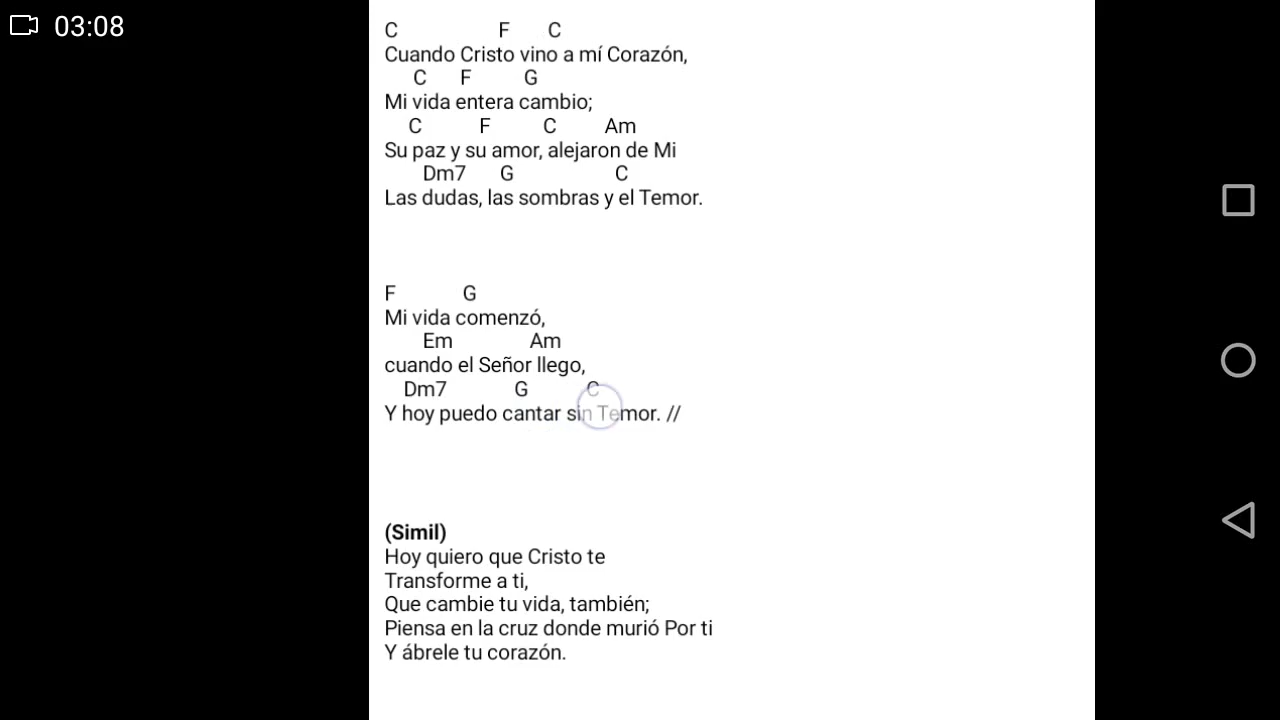 03:08
C F C
Cuando Cristo vino a mí Corazón,
C F G
Mi vida entera cambio;
C F C Am
Su paz y su amor, alejaron de Mi
Dm7 G C
Las dudas, las sombras y el Temor.
F G
Mi vida comenzó,
Em Am
cuando el Señor llego,
Dm7 G C
Y hoy puedo cantar sin Temor. //
(Simil)
Hoy quiero que Cristo te
Transforme a ti,
Que cambie tu vida, también;
Piensa en la cruz donde murió Por ti
Y ábrele tu corazón.